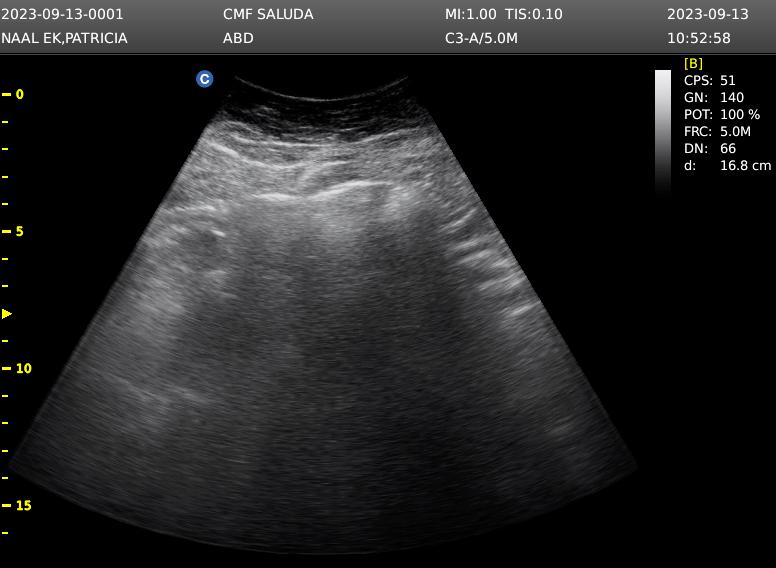 2023-09-13-0001 CMF SALUDA MI:1.00 TIS:0.10 2023-09-13
NAAL EK,PATRICIA ABD C3-A/5.0M 10:52:58
C
[B]
CPS: 51
GN: 140
POT: 100 %
FRC: 5.0M
DN: 66
d: 16.8 cm
0
5
10
15